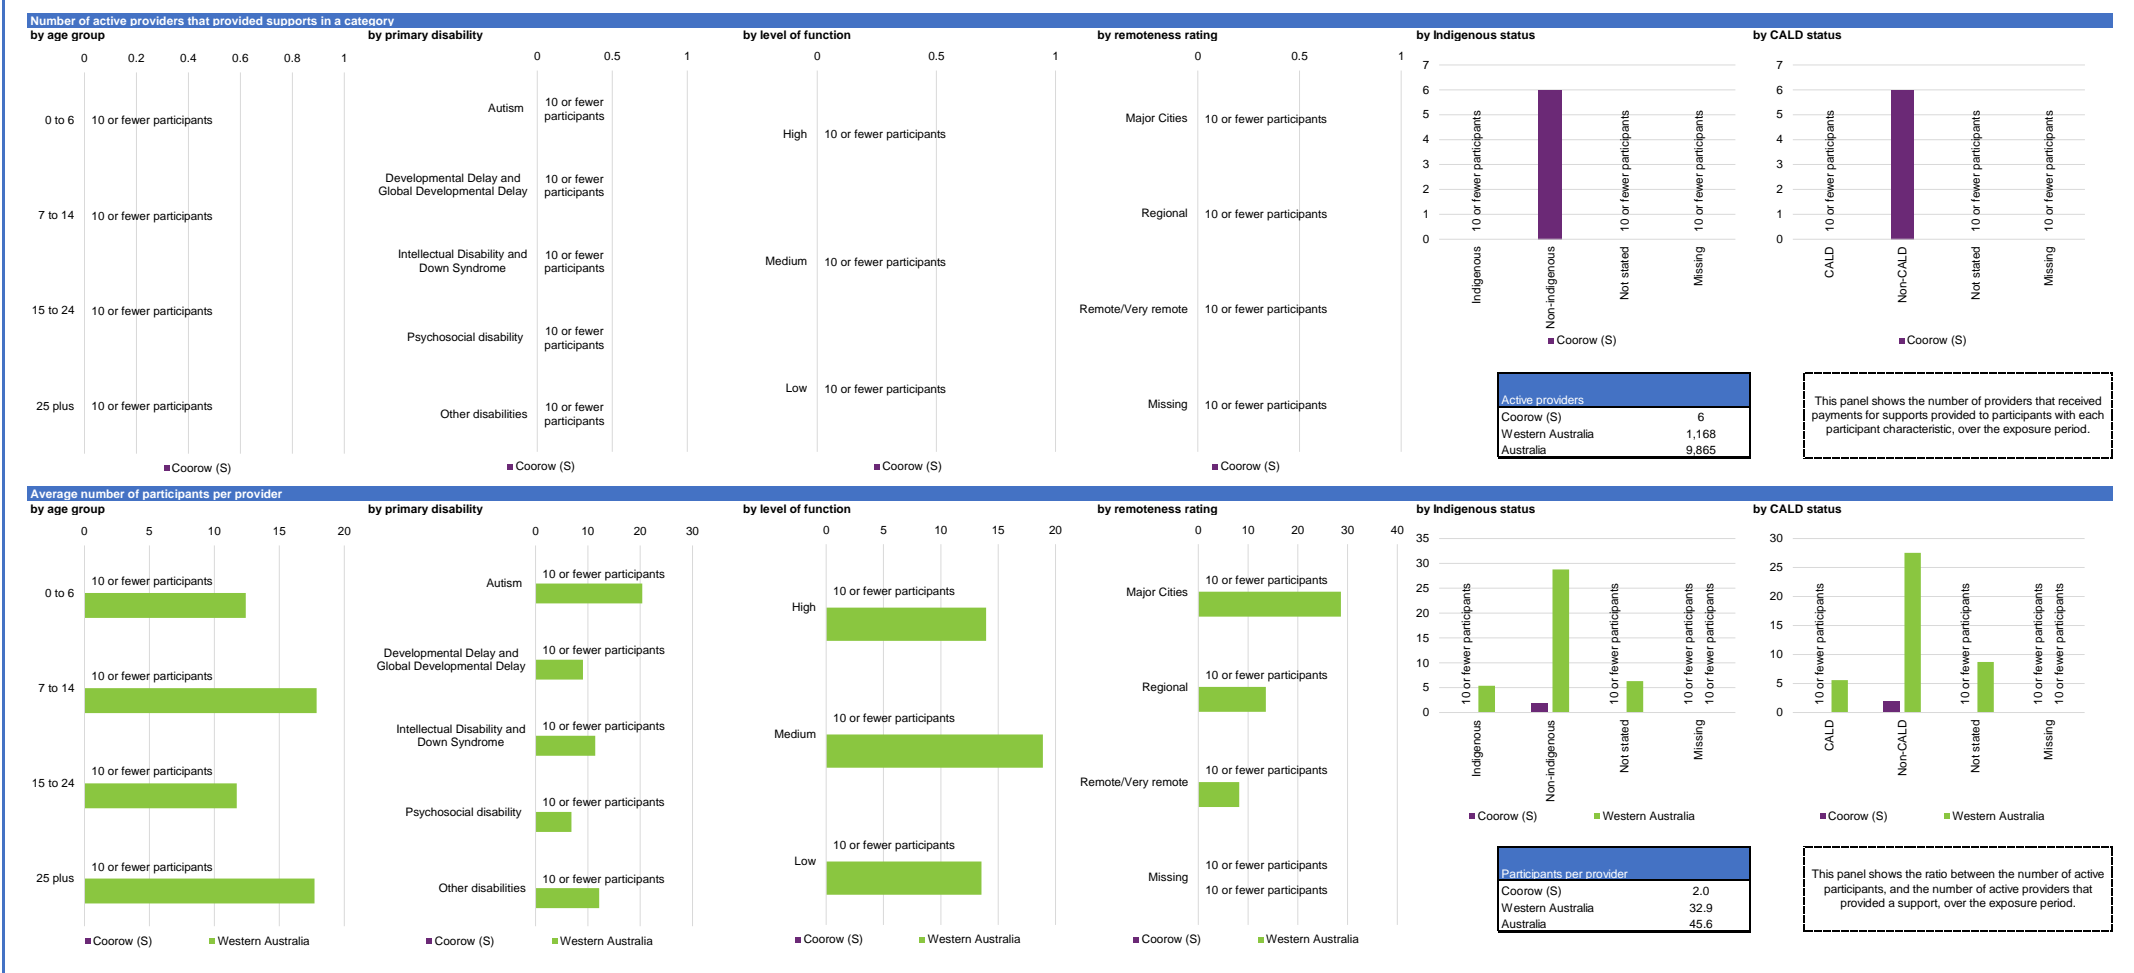 Number of active providers that provided supports in a category
by age group
0 0.2 0.4 0.6 0.8 1
0 to 6 10 or fewer participants
7 to 14 10 or fewer participants
15 to 24 10 or fewer participants
25 plus 10 or fewer participants
Coorow (S)
by primary disability
0 0.5 1
Autism 10 or fewer
participants
Developmental Delay and
Global Developmental Delay
10 or fewer
participants
Intellectual Disability and
Down Syndrome
10 or fewer
participants
Psychosocial disability
10 or fewer
participants
Other disabilities
10 or fewer
participants
Coorow (S)
by level of function
0 0.5 1
High 10 or fewer participants
Medium 10 or fewer participants
Low 10 or fewer participants
Coorow (S)
by remoteness rating
0 0.5 1
Major Cities 10 or fewer participants
Regional 10 or fewer participants
Remote/Very remote 10 or fewer participants
Missing 10 or fewer participants
Coorow (S)
by Indigenous status
7
6
5
4
3
2
1
0
10 or fewer participants
10 or fewer participants
10 or fewer participants
Indigenous
Non-indigenous
Not stated
Missing
Coorow (S)
by CALD status
7
6
5
4
3
2
1
0
10 or fewer participants
10 or fewer participants
10 or fewer participants
CALD
Non-CALD
Not stated
Missing
Coorow (S)
Active providers
Coorow (S) 6
Western Australia 1,168
Australia 9,865
This panel shows the number of providers that received
payments for supports provided to participants with each
participant characteristic, over the exposure period.
Average number of participants per provider
by age group
0 5 10 15 20
10 or fewer participants
0 to 6
10 or fewer participants
7 to 14
10 or fewer participants
15 to 24
10 or fewer participants
25 plus
Coorow (S) Western Australia
by primary disability
0 10 20 30
10 or fewer participants
Autism
10 or fewer participants
Developmental Delay and
Global Developmental Delay
10 or fewer participants
Intellectual Disability and
Down Syndrome
10 or fewer participants
Psychosocial disability
10 or fewer participants
Other disabilities
Coorow (S) Western Australia
by level of function
0 5 10 15 20
10 or fewer participants
High
10 or fewer participants
Medium
10 or fewer participants
Low
Coorow (S) Western Australia
by remoteness rating
0 10 20 30 40
10 or fewer participants
Major Cities
10 or fewer participants
Regional
10 or fewer participants
Remote/Very remote
10 or fewer participants
Missing
10 or fewer participants
Coorow (S) Western Australia
by Indigenous status
35
30
25
20
15
10
5
0
10 or fewer participants
10 or fewer participants
10 or fewer participants
10 or fewer participants
Indigenous
Non-indigenous
Not stated
Missing
Coorow (S) Western Australia
by CALD status
30
25
20
15
10
5
0
10 or fewer participants
10 or fewer participants
10 or fewer participants
10 or fewer participants
CALD
Non-CALD
Not stated
Missing
Coorow (S) Western Australia
Participants per provider
Coorow (S) 2.0
Western Australia 32.9
Australia 45.6
This panel shows the ratio between the number of active
participants, and the number of active providers that
provided a support, over the exposure period.